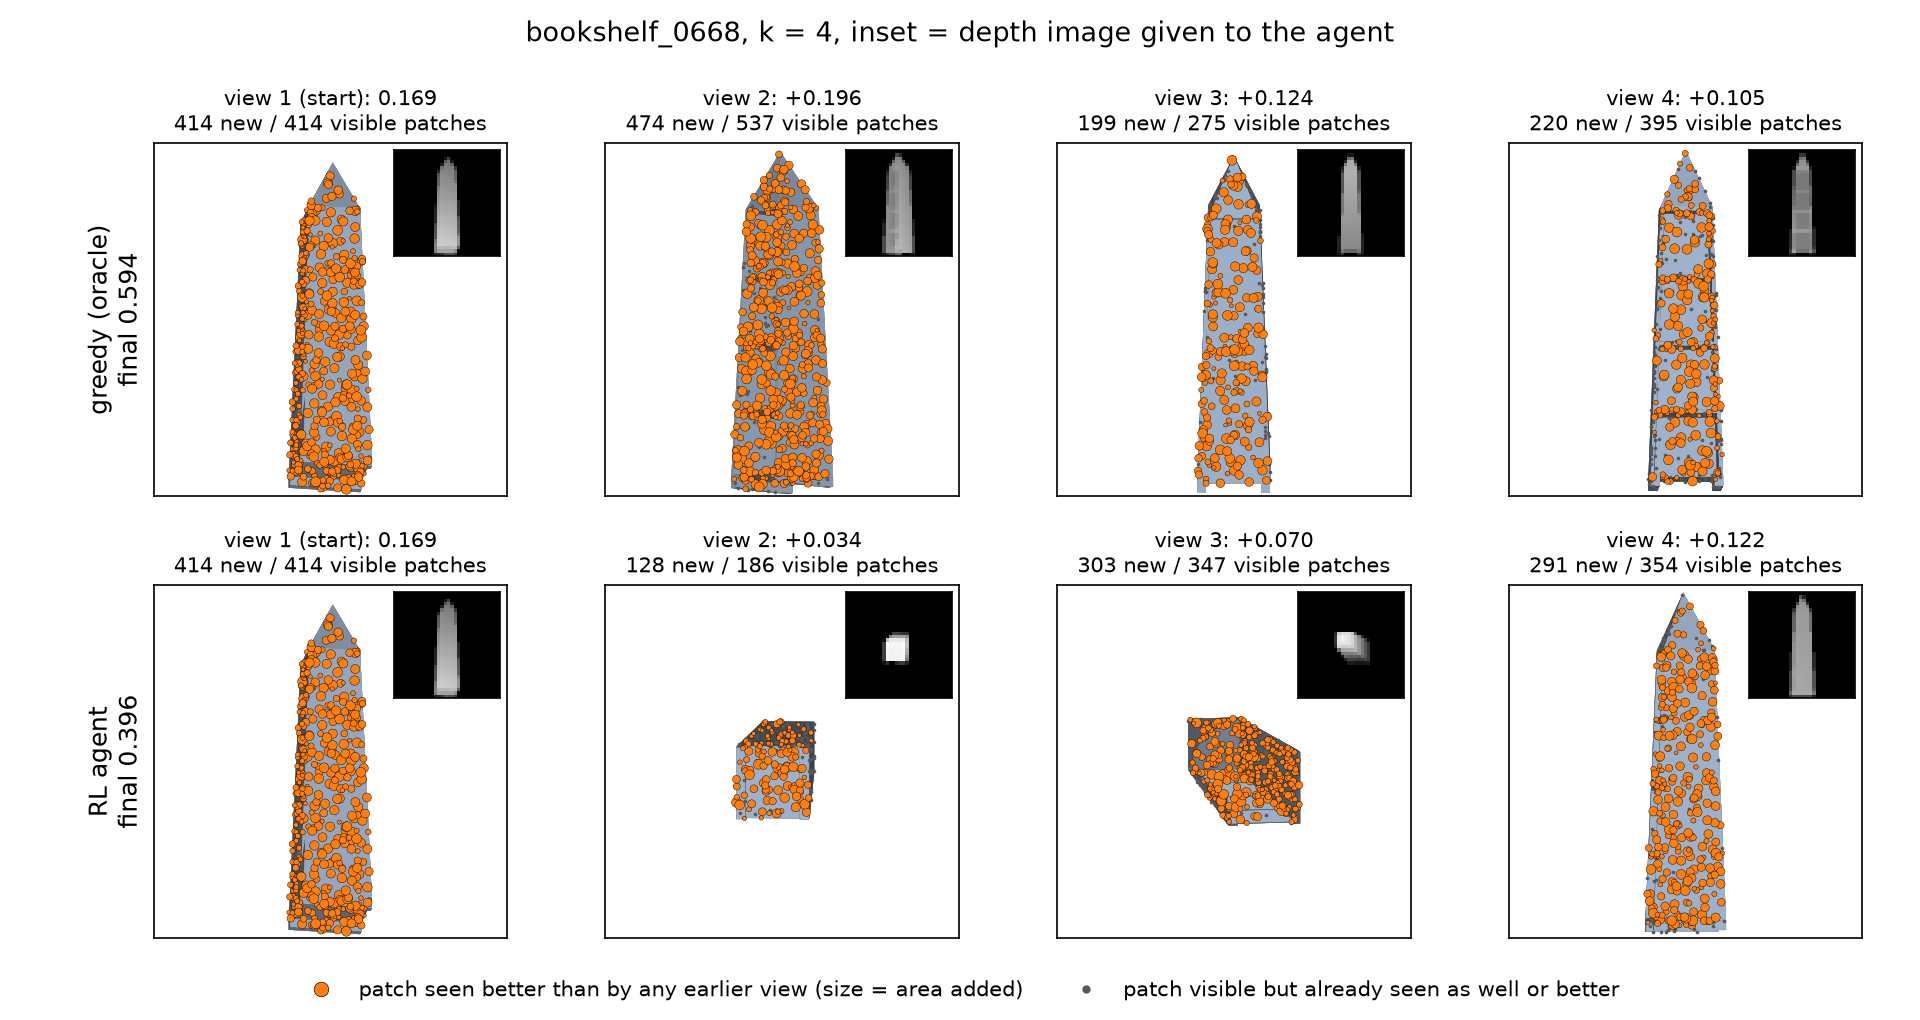 bookshelf_0668, k = 4, inset = depth image given to the agent
greedy (oracle)
final 0.594
view 1 (start): 0.169
414 new / 414 visible patches
view 2: +0.196
474 new / 537 visible patches
view 3: +0.124
199 new / 275 visible patches
view 4: +0.105
220 new / 395 visible patches
RL agent
final 0.396
view 1 (start): 0.169
414 new / 414 visible patches
view 2: +0.034
128 new / 186 visible patches
view 3: +0.070
303 new / 347 visible patches
view 4: +0.122
291 new / 354 visible patches
patch seen better than by any earlier view (size = area added)
patch visible but already seen as well or better